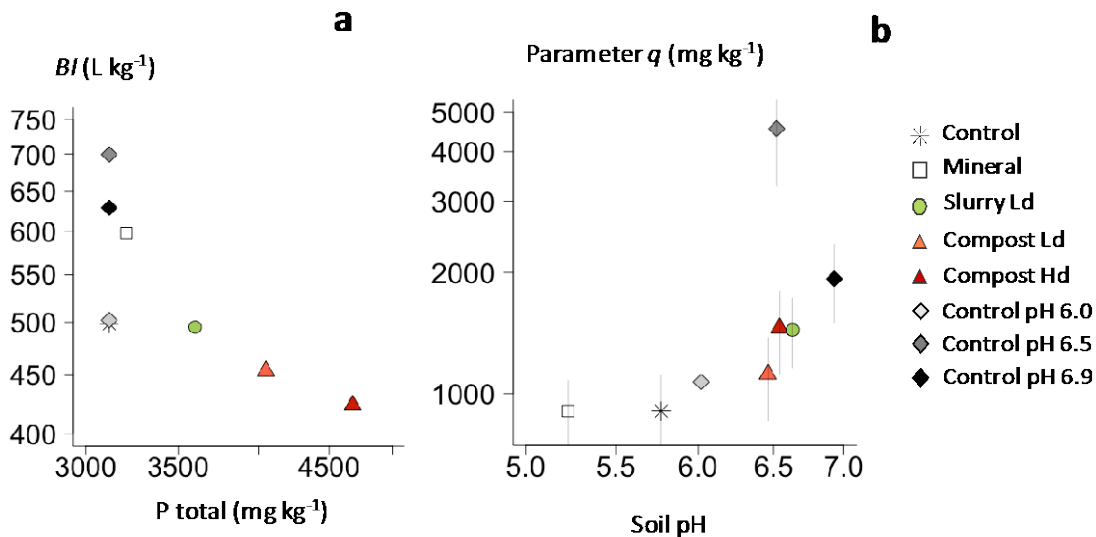 a
BI (L kg-1)
750
700
650
600
550
500
450
400
3000 3500 4500
P total (mg kg-1)
b
Parameter q (mg kg-1)
5000
4000
3000
2000
1000
5.0 5.5 6.0 6.5 7.0
Soil pH
Control
Mineral
Slurry Ld
Compost Ld
Compost Hd
Control pH 6.0
Control pH 6.5
Control pH 6.9